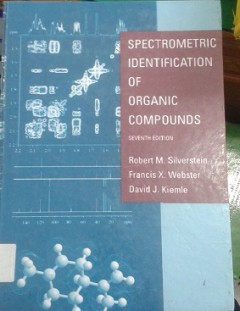 SPECTROMETRIC
IDENTIFICATION
OF
ORGANIC
COMPOUNDS
SEVENTH EDITION
Robert M. Silverstein
Francis X. Webster
David J. Kiemle